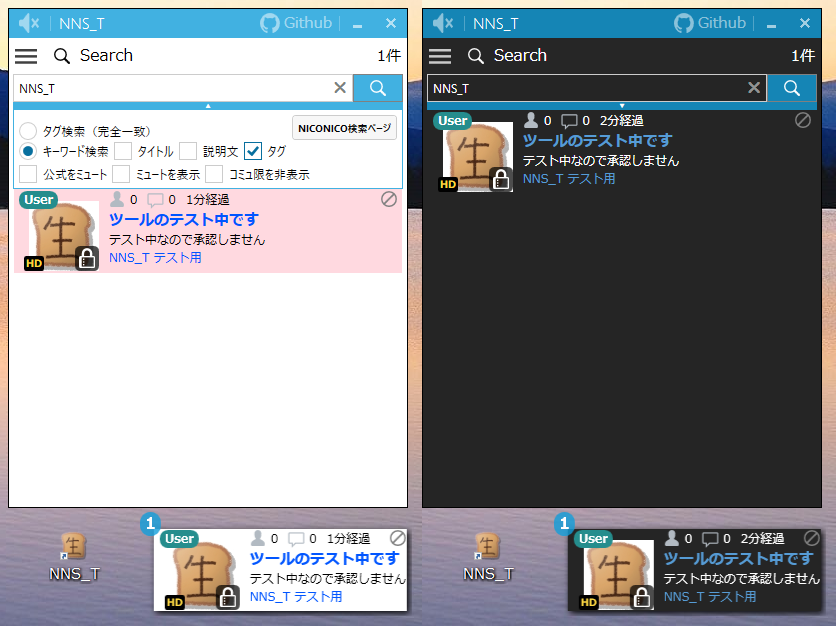 NNS_T
Github
Search
1件
NNS_T
タグ検索（完全一致）
NICONICO検索ページ
キーワード検索 タイトル 説明文 タグ
公式をミュート ミュートを表示 コミュ限を非表示
User
0 0 1分経過
ツールのテスト中です
生
テスト中なので承認しません
HD
NNS_T テスト用
NNS_T
1
User
0 0 1分経過
ツールのテスト中です
生
テスト中なので承認しません
HD
NNS_T テスト用
NNS_T
Github
Search
1件
NNS_T
User
0 0 2分経過
ツールのテスト中です
生
テスト中なので承認しません
HD
NNS_T テスト用
NNS_T
1
User
0 0 2分経過
ツールのテスト中です
生
テスト中なので承認しません
HD
NNS_T テスト用